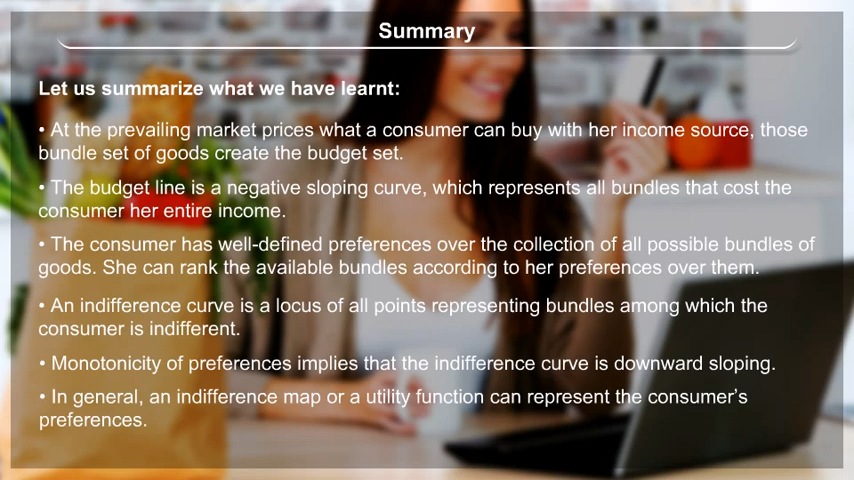 Summary
Let us summarize what we have learnt:
• At the prevailing market prices what a consumer can buy with her income source, those
bundle set of goods create the budget set.
• The budget line is a negative sloping curve, which represents all bundles that cost the
consumer her entire income.
• The consumer has well-defined preferences over the collection of all possible bundles of
goods. She can rank the available bundles according to her preferences over them.
• An indifference curve is a locus of all points representing bundles among which the
consumer is indifferent.
• Monotonicity of preferences implies that the indifference curve is downward sloping.
• In general, an indifference map or a utility function can represent the consumer’s
preferences.